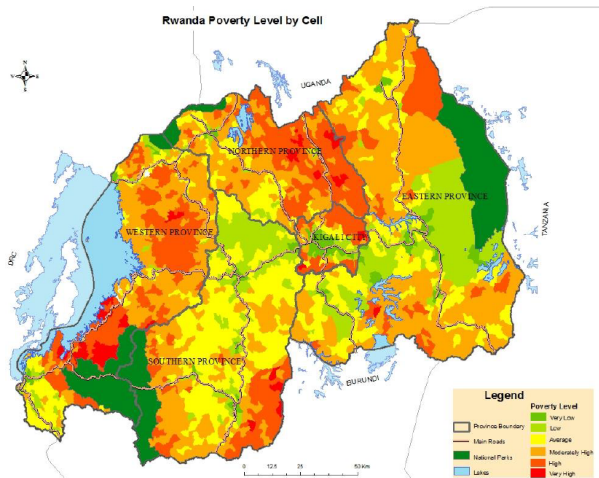 Rwanda Poverty Level by Cell
N
W E
S
UGANDA
NORTHERN PROVINCE
EASTERN PROVINCE
TANZANIA
WESTERN PROVINCE
KIGALI CITY
DRC
SOUTHERN PROVINCE
BURUNDI
Legend
Province Boundary
Main Roads
National Parks
Lakes
Poverty Level
Very Low
Low
Average
Moderately High
High
Very High
0 12.5 25 50 Km